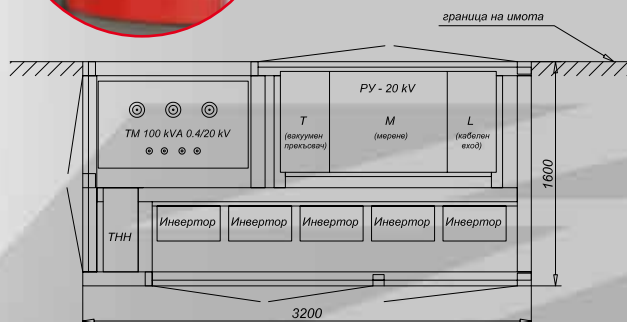 граница на имота
РУ - 20 kV
ТМ 100 kVA 0.4/20 kV
Т
(вакуумен
прекъсвач)
М
(мерене)
L
(кабелен
вход)
1600
ТНН
Инвертор
Инвертор
Инвертор
Инвертор
Инвертор
3200